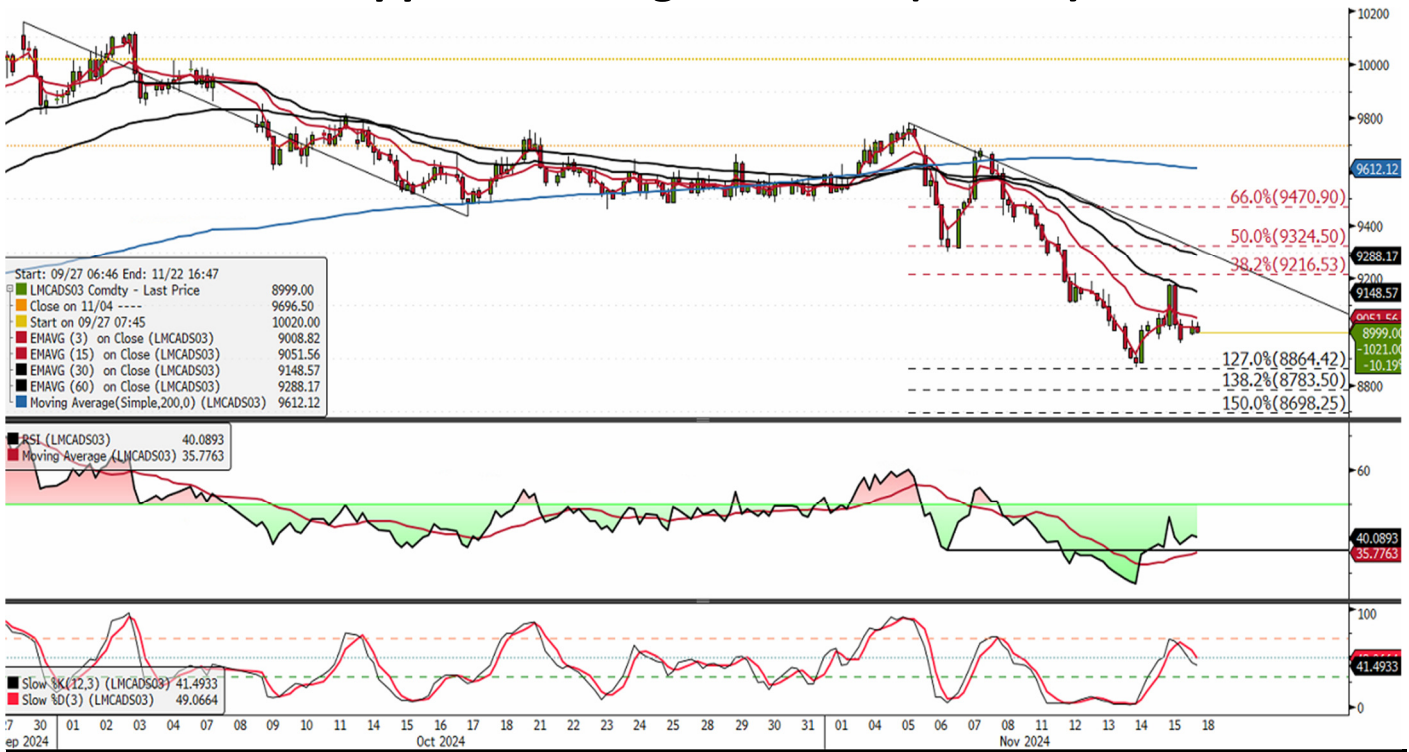 10200
10000
9800
9612.12
66.0%(9470.90)
9400
50.0%(9324.50)
9288.17
38.2%(9216.53)
9200
9148.57
9051.56
8999.00
-1021.00
-10.19%
127.0%(8864.42)
138.2%(8783.50)
8800
150.0%(8698.25)
Start: 09/27 06:46 End: 11/22 16:47
LMCADS03 Comdty - Last Price 8999.00
Close on 11/04 ---- 9696.50
Start on 09/27 07:45 10020.00
EMAVG (3) on Close (LMCADS03) 9008.82
EMAVG (15) on Close (LMCADS03) 9051.56
EMAVG (30) on Close (LMCADS03) 9148.57
EMAVG (60) on Close (LMCADS03) 9288.17
Moving Average(Simple,200,0) (LMCADS03) 9612.12
RSI (LMCADS03) 40.0893
Moving Average (LMCADS03) 35.7763
60
40.0893
35.7763
100
41.4933
0
Slow %K(12,3) (LMCADS03) 41.4933
Slow %D(3) (LMCADS03) 49.0664
27 30 01 02 03 04 07 08 09 10 11 14 15 16 17 18 21 22 23 24 25 28 29 30 31 01 04 05 06 07 08 11 12 13 14 15 18
ep 2024 Oct 2024 Nov 2024